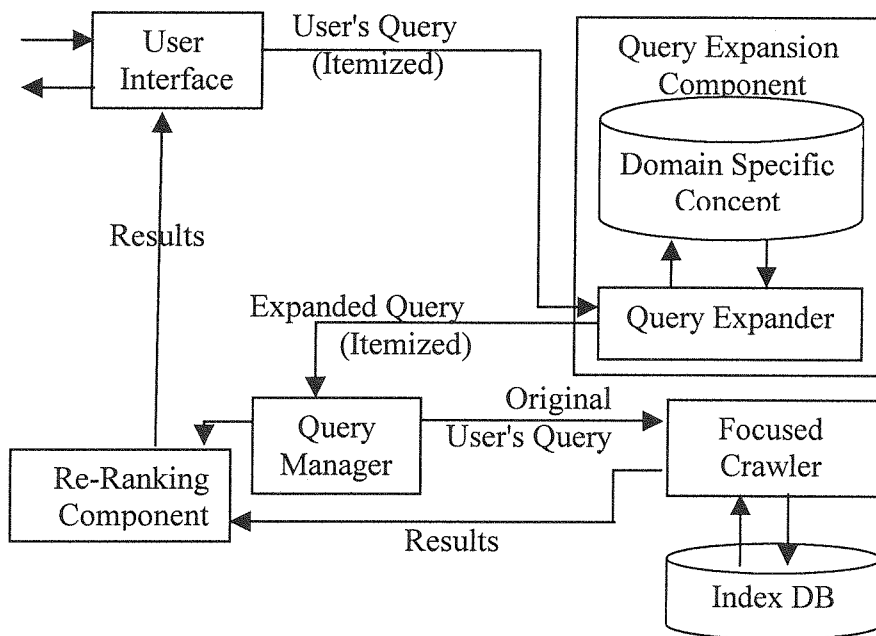 User
Interface
User's Query
(Itemized)
Query Expansion
Component
Domain Specific
Concept
Results
Expanded Query
(Itemized)
Query Expander
Original
User's Query
Query
Manager
Focused
Crawler
Re-Ranking
Component
Results
Index DB